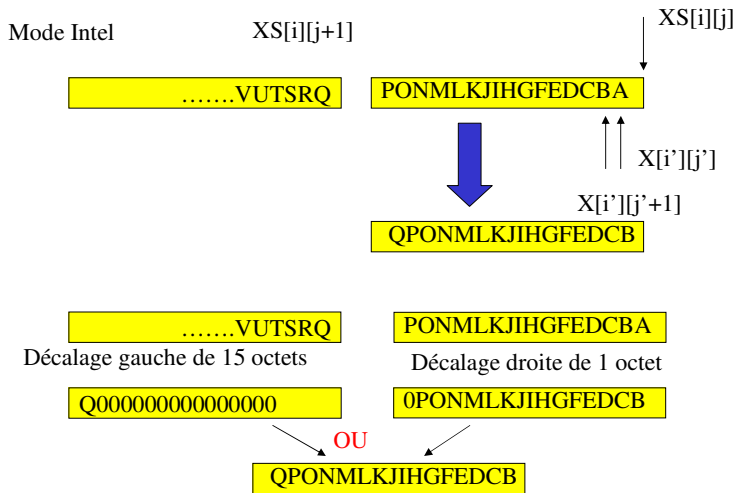 Mode Intel
XS[i][j+1]
XS[i][j]
…….VUTSRQ
PONMLKJIHGFEDCBA
X[i’][j’]
X[i’][j’+1]
QPONMLKJIHGFEDCB
…….VUTSRQ
PONMLKJIHGFEDCBA
Décalage gauche de 15 octets
Décalage droite de 1 octet
Q000000000000000
0PONMLKJIHGFEDCB
OU
QPONMLKJIHGFEDCB